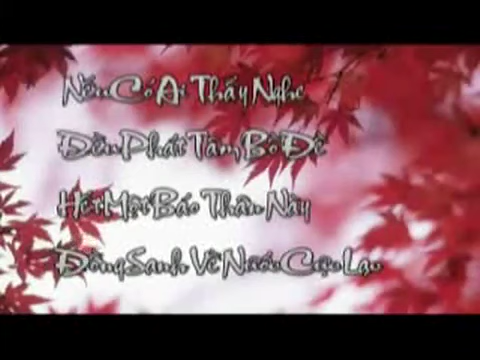 Nếu Có Ai Thấy Nghe
Đều Phát Tâm Bồ Đề
Hết Một Báo Thân Này
Đồng Sanh Về Nước Cực Lạc